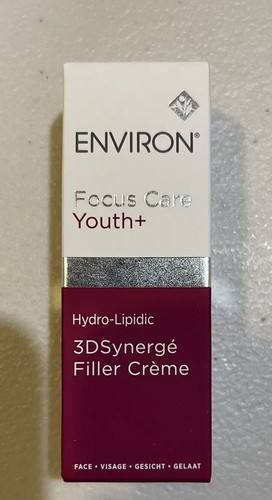 ENVIRON®
Focus Care
Youth+
Hydro-Lipidic
3DSynergé
Filler Crème
FACE • VISAGE • GESICHT • GELAAT